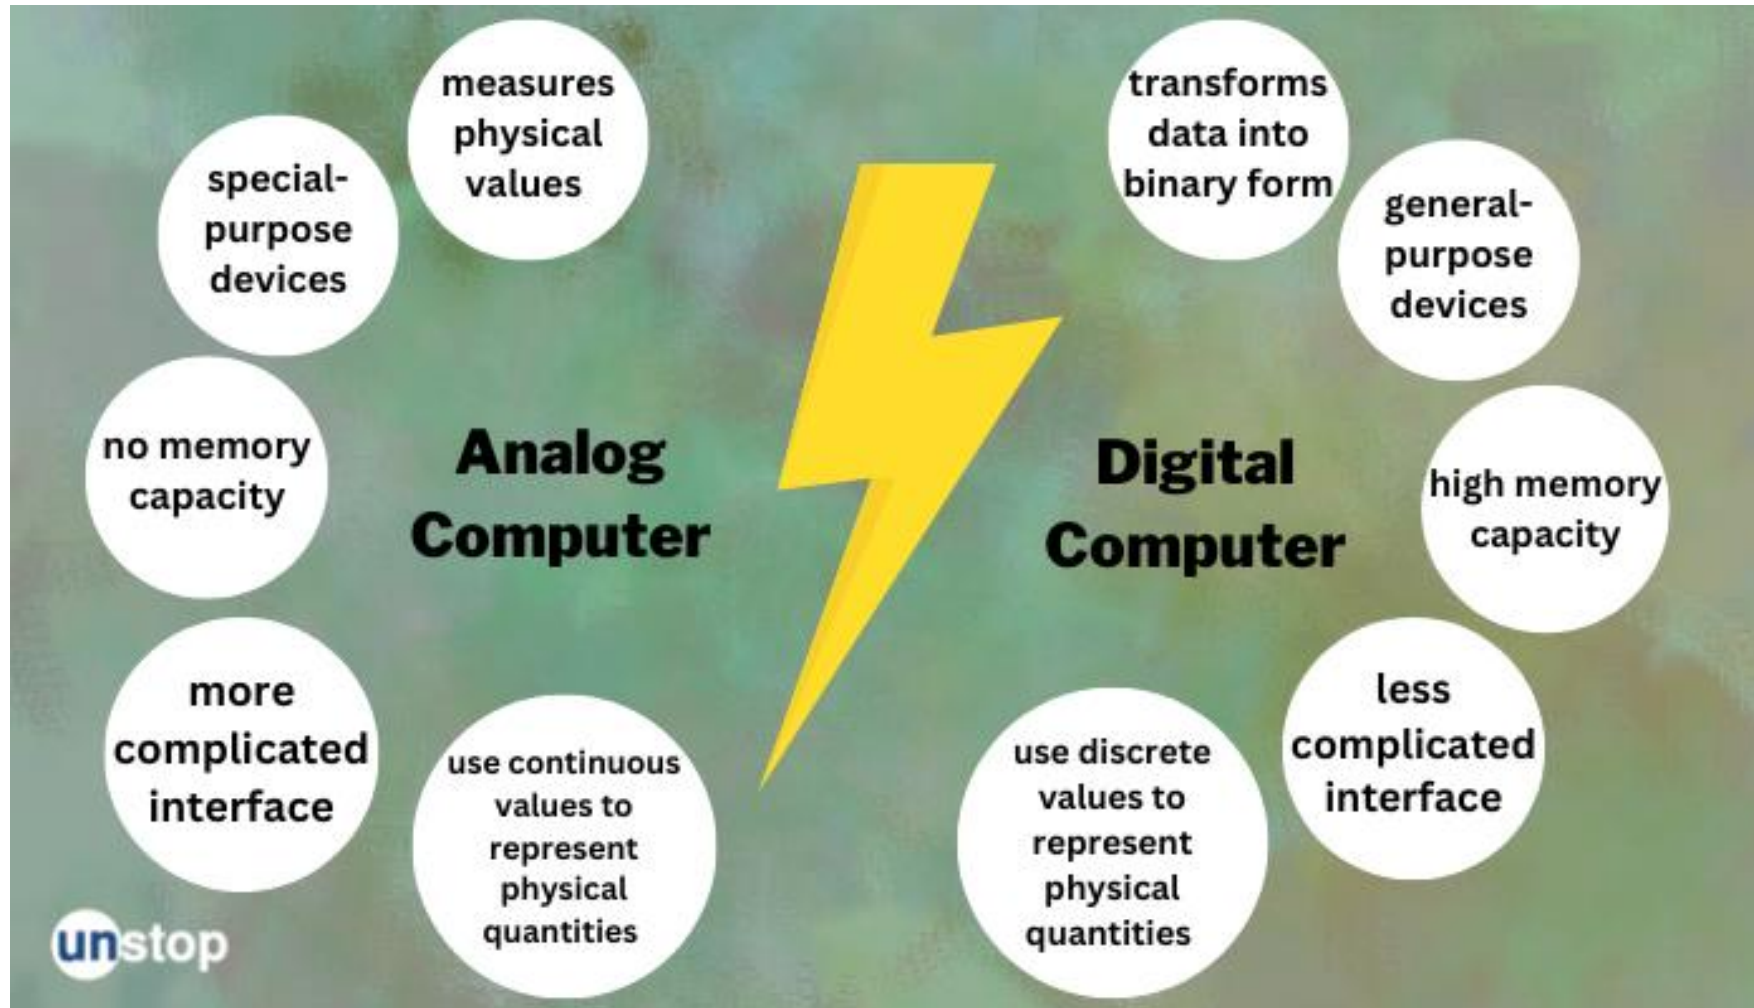 measures
physical
values
special-
purpose
devices
no memory
capacity
more
complicated
interface
use continuous
values to
represent
physical
quantities
Analog
Computer
transforms
data into
binary form
general-
purpose
devices
high memory
capacity
less
complicated
interface
use discrete
values to
represent
physical
quantities
Digital
Computer
unstop